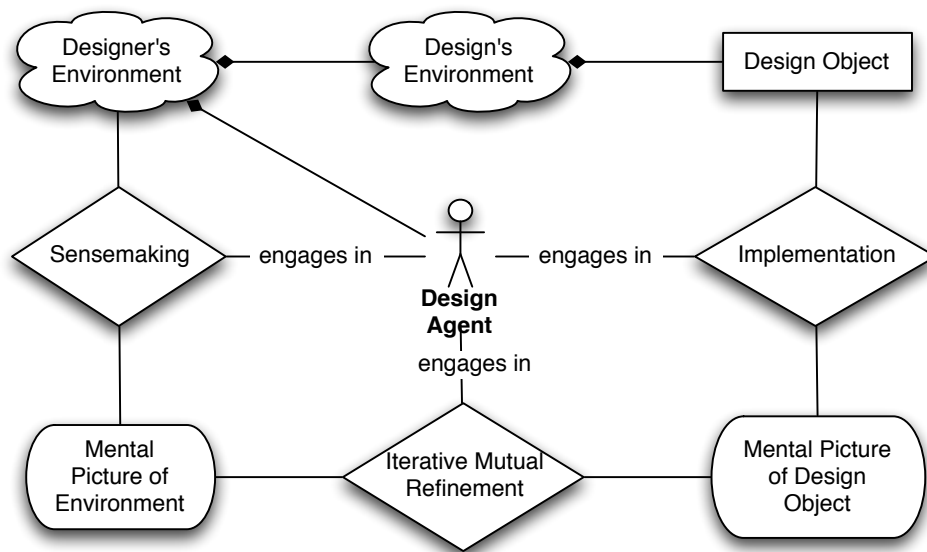 Designer's
Environment
Design's
Environment
Design Object
Sensemaking
engages in
engages in
Implementation
Design
Agent
engages in
Mental
Picture of
Environment
Iterative Mutual
Refinement
Mental Picture
of Design
Object